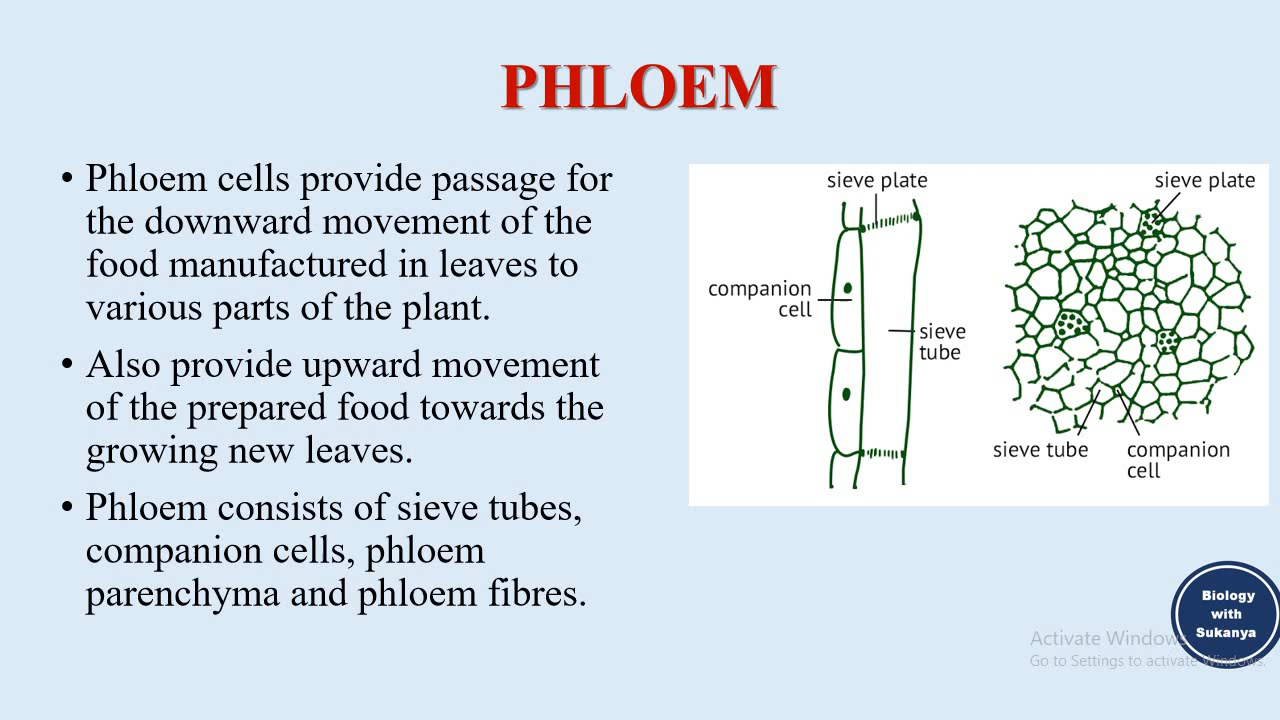 PHLOEM
• Phloem cells provide passage for
the downward movement of the
food manufactured in leaves to
various parts of the plant.
• Also provide upward movement
of the prepared food towards the
growing new leaves.
• Phloem consists of sieve tubes,
companion cells, phloem
parenchyma and phloem fibres.
sieve plate
companion
cell
sieve
tube
sieve plate
sieve tube
companion
cell
Biology
with
Sukanya
Activate Windows
Go to Settings to activate Windows.